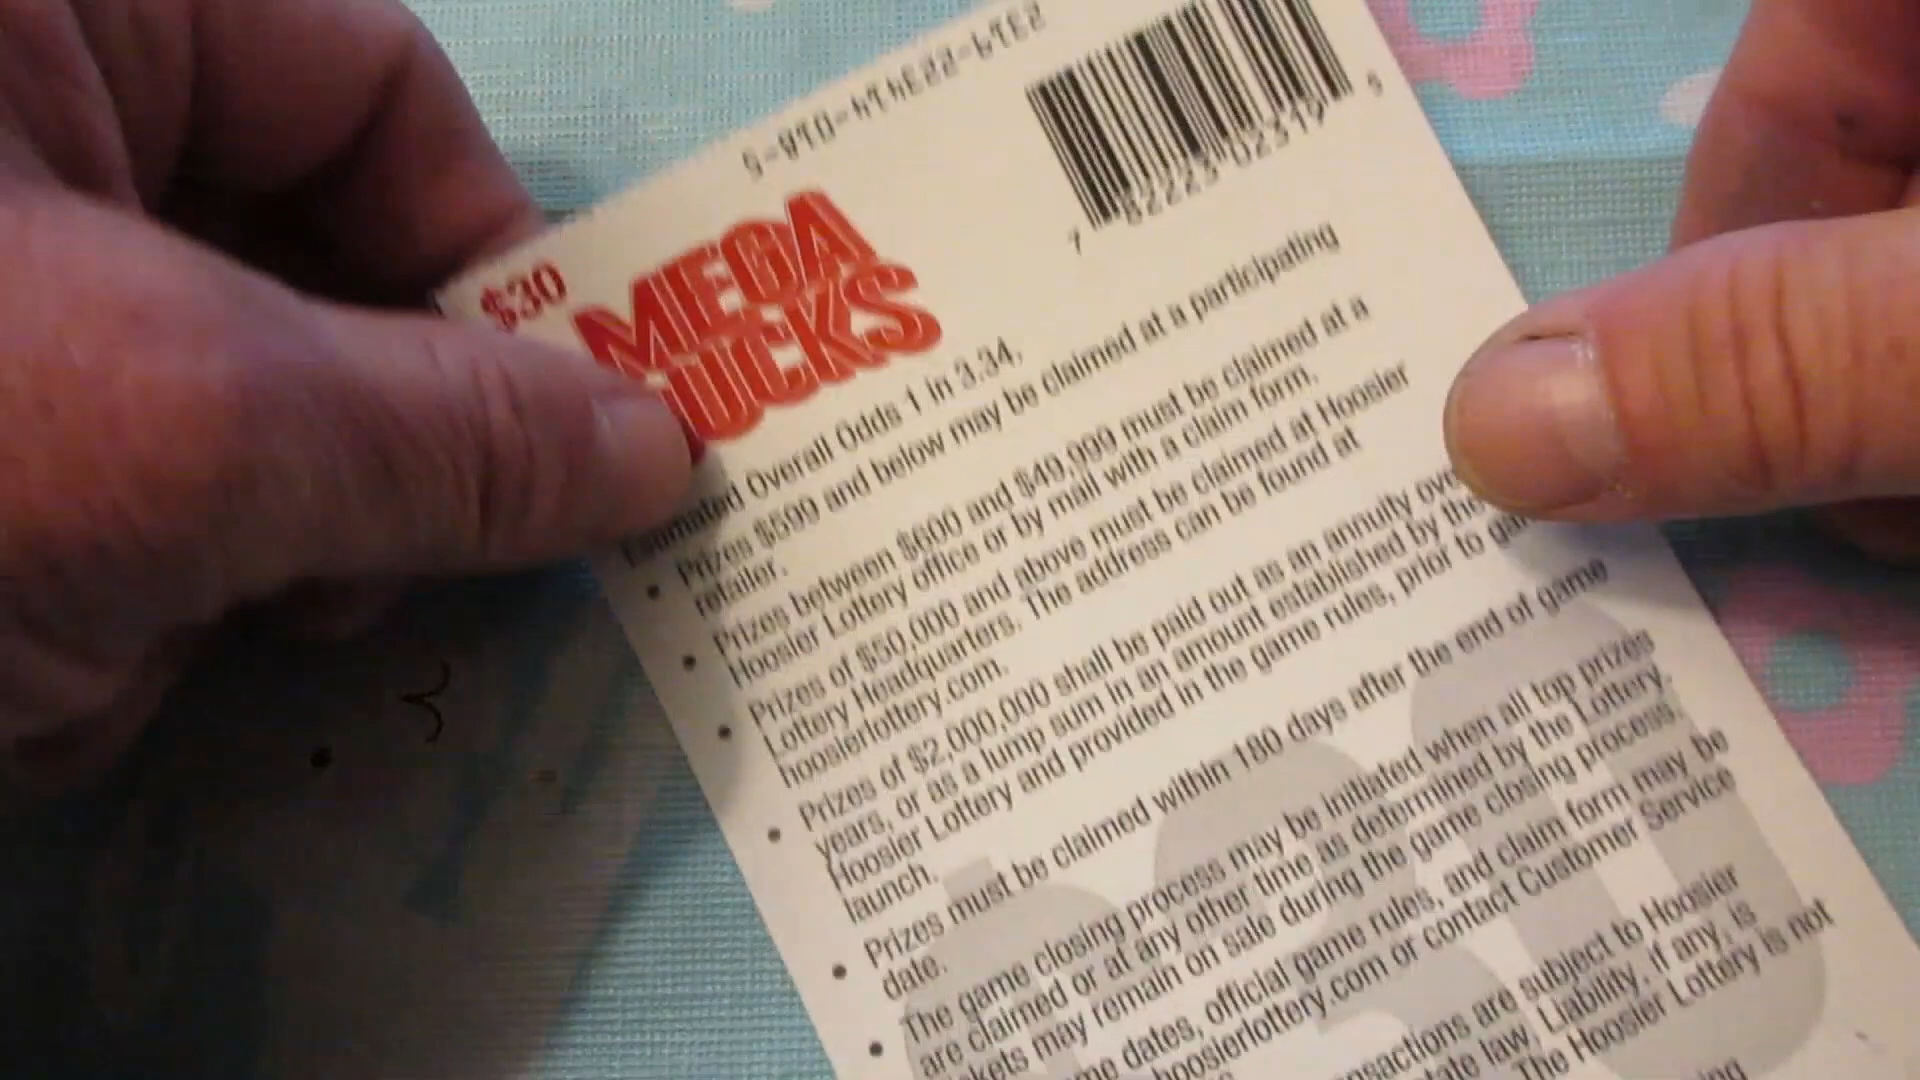 $30
MEGA
BUCKS
7 82225 02319 5
Estimated Overall Odds 1 in 3.34.
• Prizes $599 and below may be claimed at a participating
retailer.
• Prizes between $600 and $49,999 must be claimed at a
Hoosier Lottery office or by mail with a claim form.
• Prizes of $50,000 and above must be claimed at Hoosier
Lottery Headquarters. The address can be found at
hoosierlottery.com.
• Prizes of $2,000,000 shall be paid out as an annuity
years, or as a lump sum in an amount established by the
Hoosier Lottery and provided in the game rules, prior to
launch.
• Prizes must be claimed within 180 days after the end of game
date.
• The game closing process may be initiated when all top prizes
are claimed or at any other time as determined by the Lottery.
may remain on sale during the game closing process.
dates, official game rules, and claim form may be
hoosierlottery.com or contact Customer Service
are subject to Hoosier
law, Liability, if any, is
The Hoosier Lottery is not